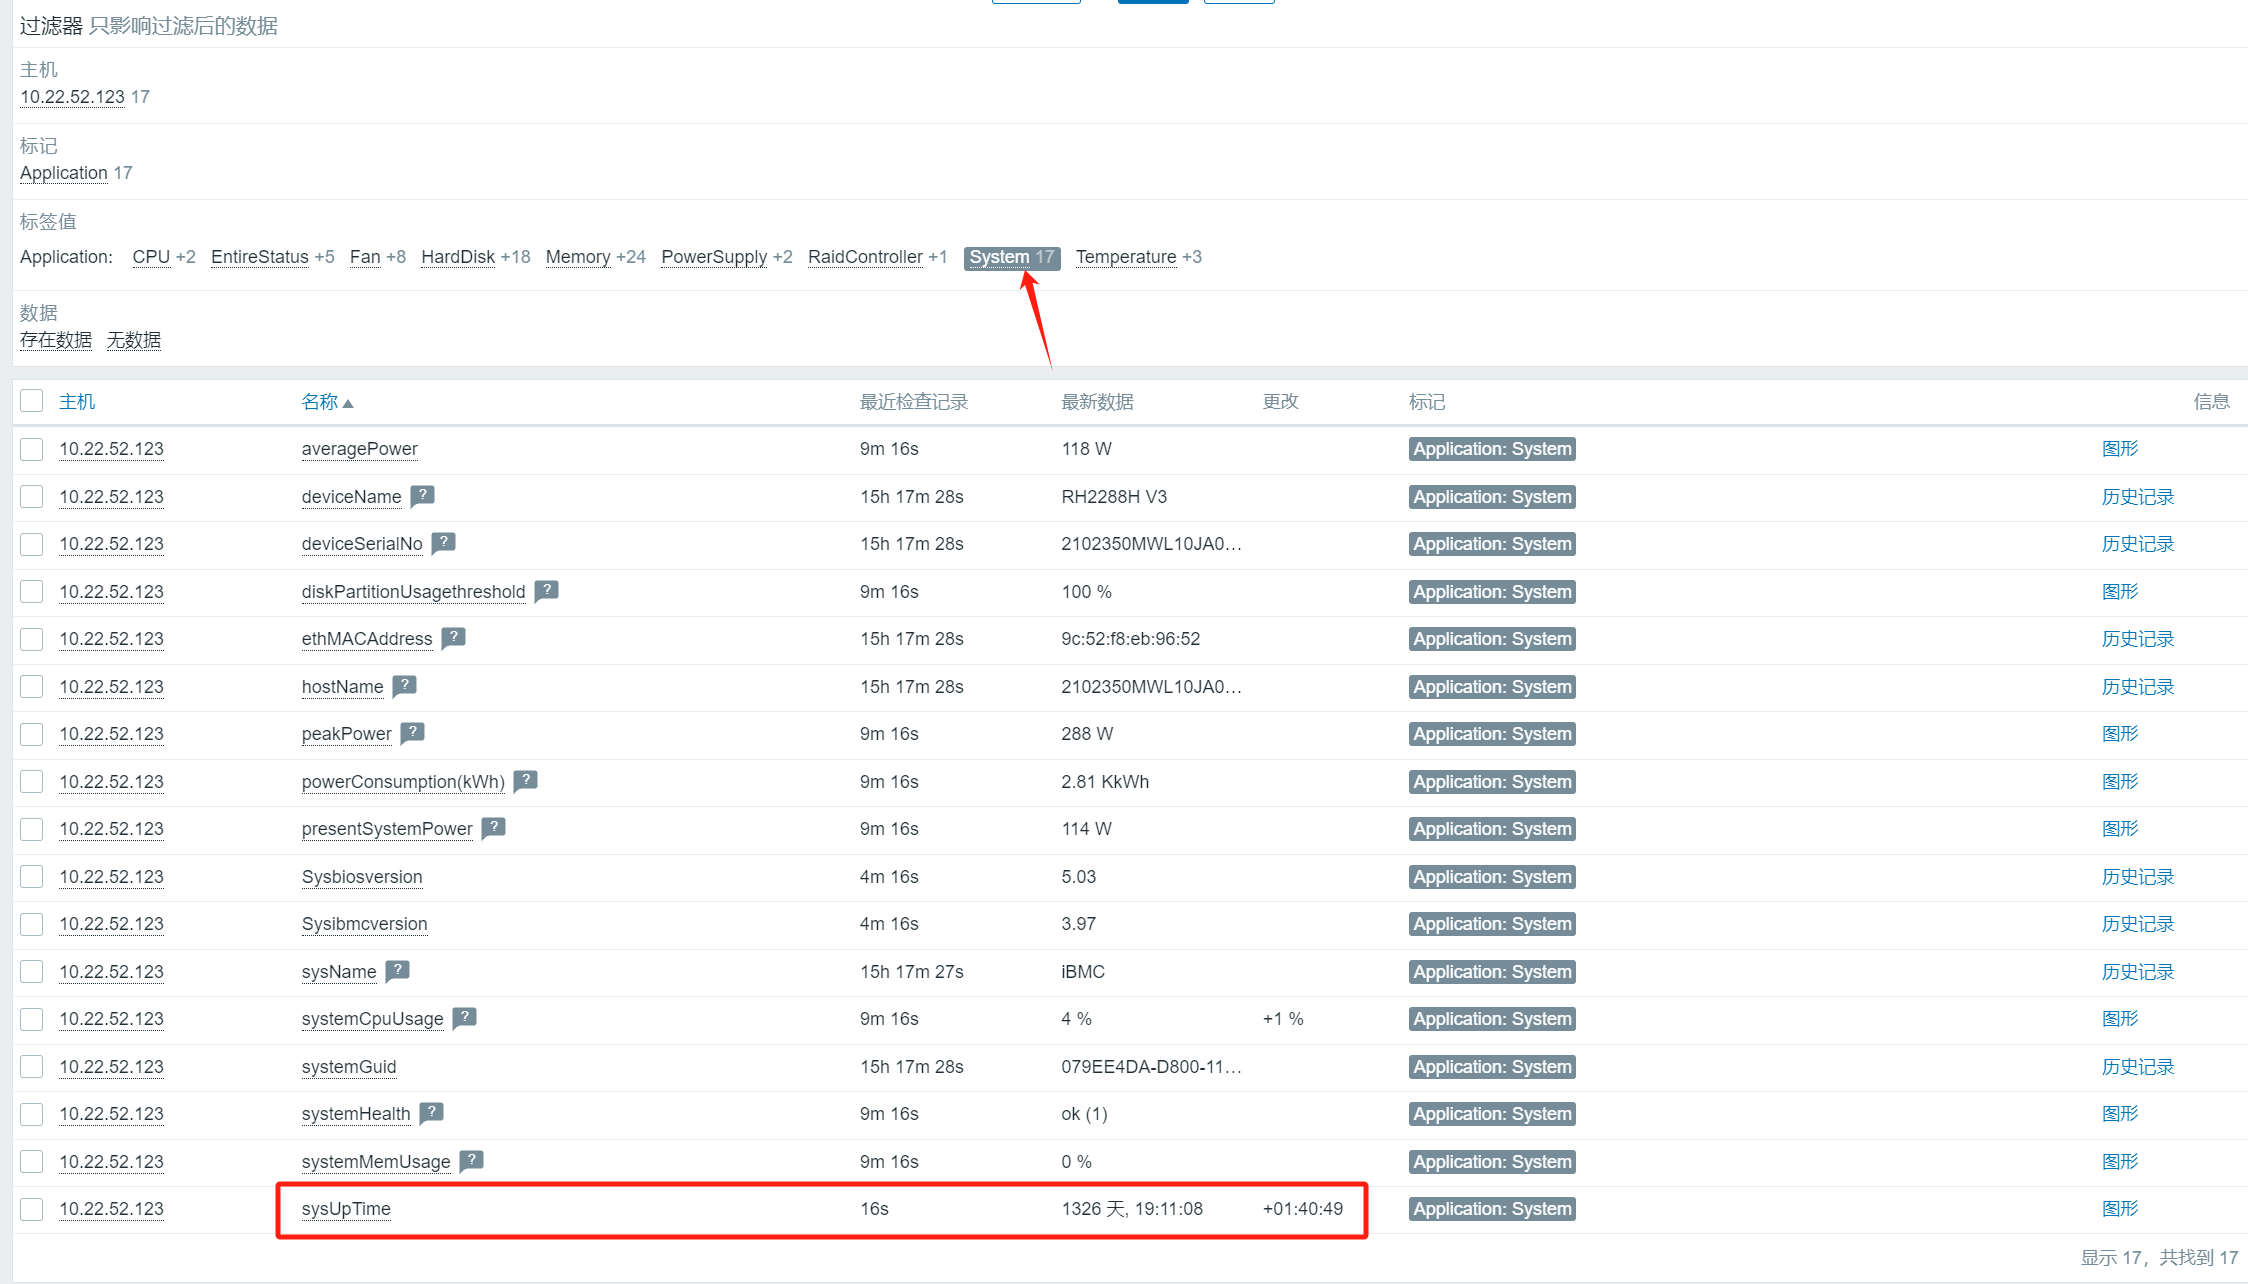 过滤器 只影响过滤后的数据
主机
10.22.52.123 17
标记
Application 17
标签值
Application: CPU +2 EntireStatus +5 Fan +8 HardDisk +18 Memory +24 PowerSupply +2 RaidController +1 System 17 Temperature +3
数据
存在数据 无数据
主机 名称 最近检查记录 最新数据 更改 标记 信息
10.22.52.123 averagePower 9m 16s 118 W Application: System 图形
10.22.52.123 deviceName ? 15h 17m 28s RH2288H V3 Application: System 历史记录
10.22.52.123 deviceSerialNo ? 15h 17m 28s 2102350MWL10JA0… Application: System 历史记录
10.22.52.123 diskPartitionUsagethreshold ? 9m 16s 100 % Application: System 图形
10.22.52.123 ethMACAddress ? 15h 17m 28s 9c:52:f8:eb:96:52 Application: System 历史记录
10.22.52.123 hostName ? 15h 17m 28s 2102350MWL10JA0… Application: System 历史记录
10.22.52.123 peakPower ? 9m 16s 288 W Application: System 图形
10.22.52.123 powerConsumption(kWh) ? 9m 16s 2.81 KkWh Application: System 图形
10.22.52.123 presentSystemPower ? 9m 16s 114 W Application: System 图形
10.22.52.123 Sysbiosversion 4m 16s 5.03 Application: System 历史记录
10.22.52.123 Sysibmcversion 4m 16s 3.97 Application: System 历史记录
10.22.52.123 sysName ? 15h 17m 27s iBMC Application: System 历史记录
10.22.52.123 systemCpuUsage ? 9m 16s 4 % +1 % Application: System 图形
10.22.52.123 systemGuid 15h 17m 28s 079EE4DA-D800-11… Application: System 历史记录
10.22.52.123 systemHealth ? 9m 16s ok (1) Application: System 图形
10.22.52.123 systemMemUsage ? 9m 16s 0 % Application: System 图形
10.22.52.123 sysUpTime 16s 1326 天, 19:11:08 +01:40:49 Application: System 图形
显示 17，共找到 17